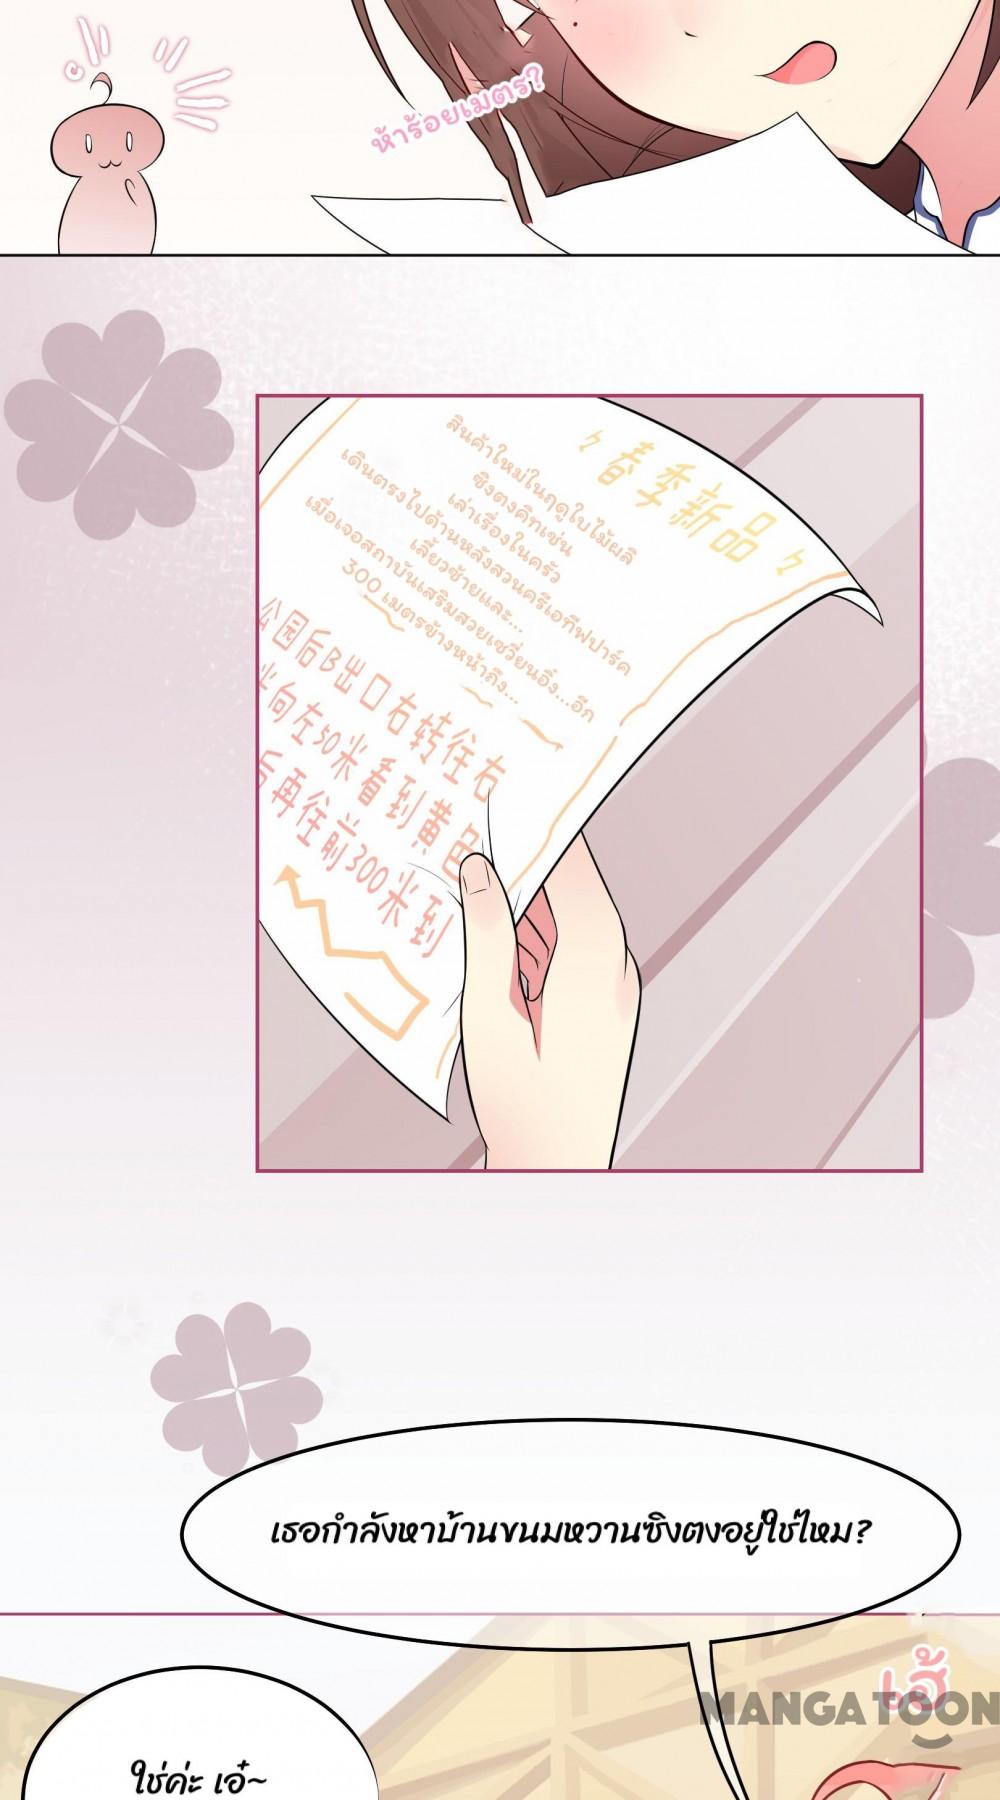 ห้าร้อยเมตร?
春季新品
สินค้าใหม่ในฤดูใบไม้ผลิ
ซิงตงคิทเช่น
เล่าเรื่องในครัว
เดินตรงไปด้านหลังสวนครีเอทีฟปาร์ค
เลี้ยวซ้ายและ...
เมื่อเจอสถาบันเสริมสวยเชวี่ยนอิ๋ง...อีก
300 เมตรข้างหน้าถึง...
公园后B出口右转往右
米向左50米看到黄色
后再往前300米到
เธอกำลังหาบ้านขนมหวานซิงตงอยู่ใช่ไหม?
เฮ้
MANGATOON
ใช่ค่ะ เอ๋~